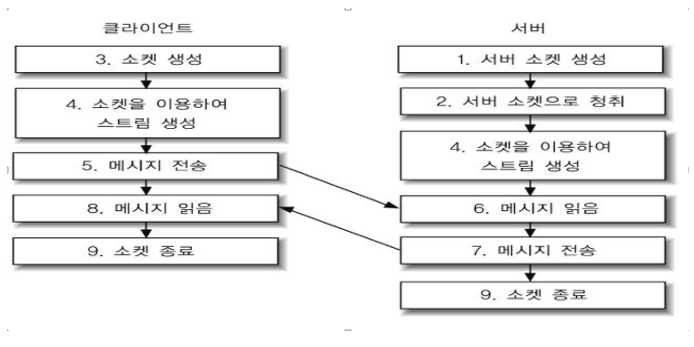 클라이언트
3. 소켓 생성
4. 소켓을 이용하여
스트림 생성
5. 메시지 전송
8. 메시지 읽음
9. 소켓 종료
서버
1. 서버 소켓 생성
2. 서버 소켓으로 청취
4. 소켓을 이용하여
스트림 생성
6. 메시지 읽음
7. 메시지 전송
9. 소켓 종료